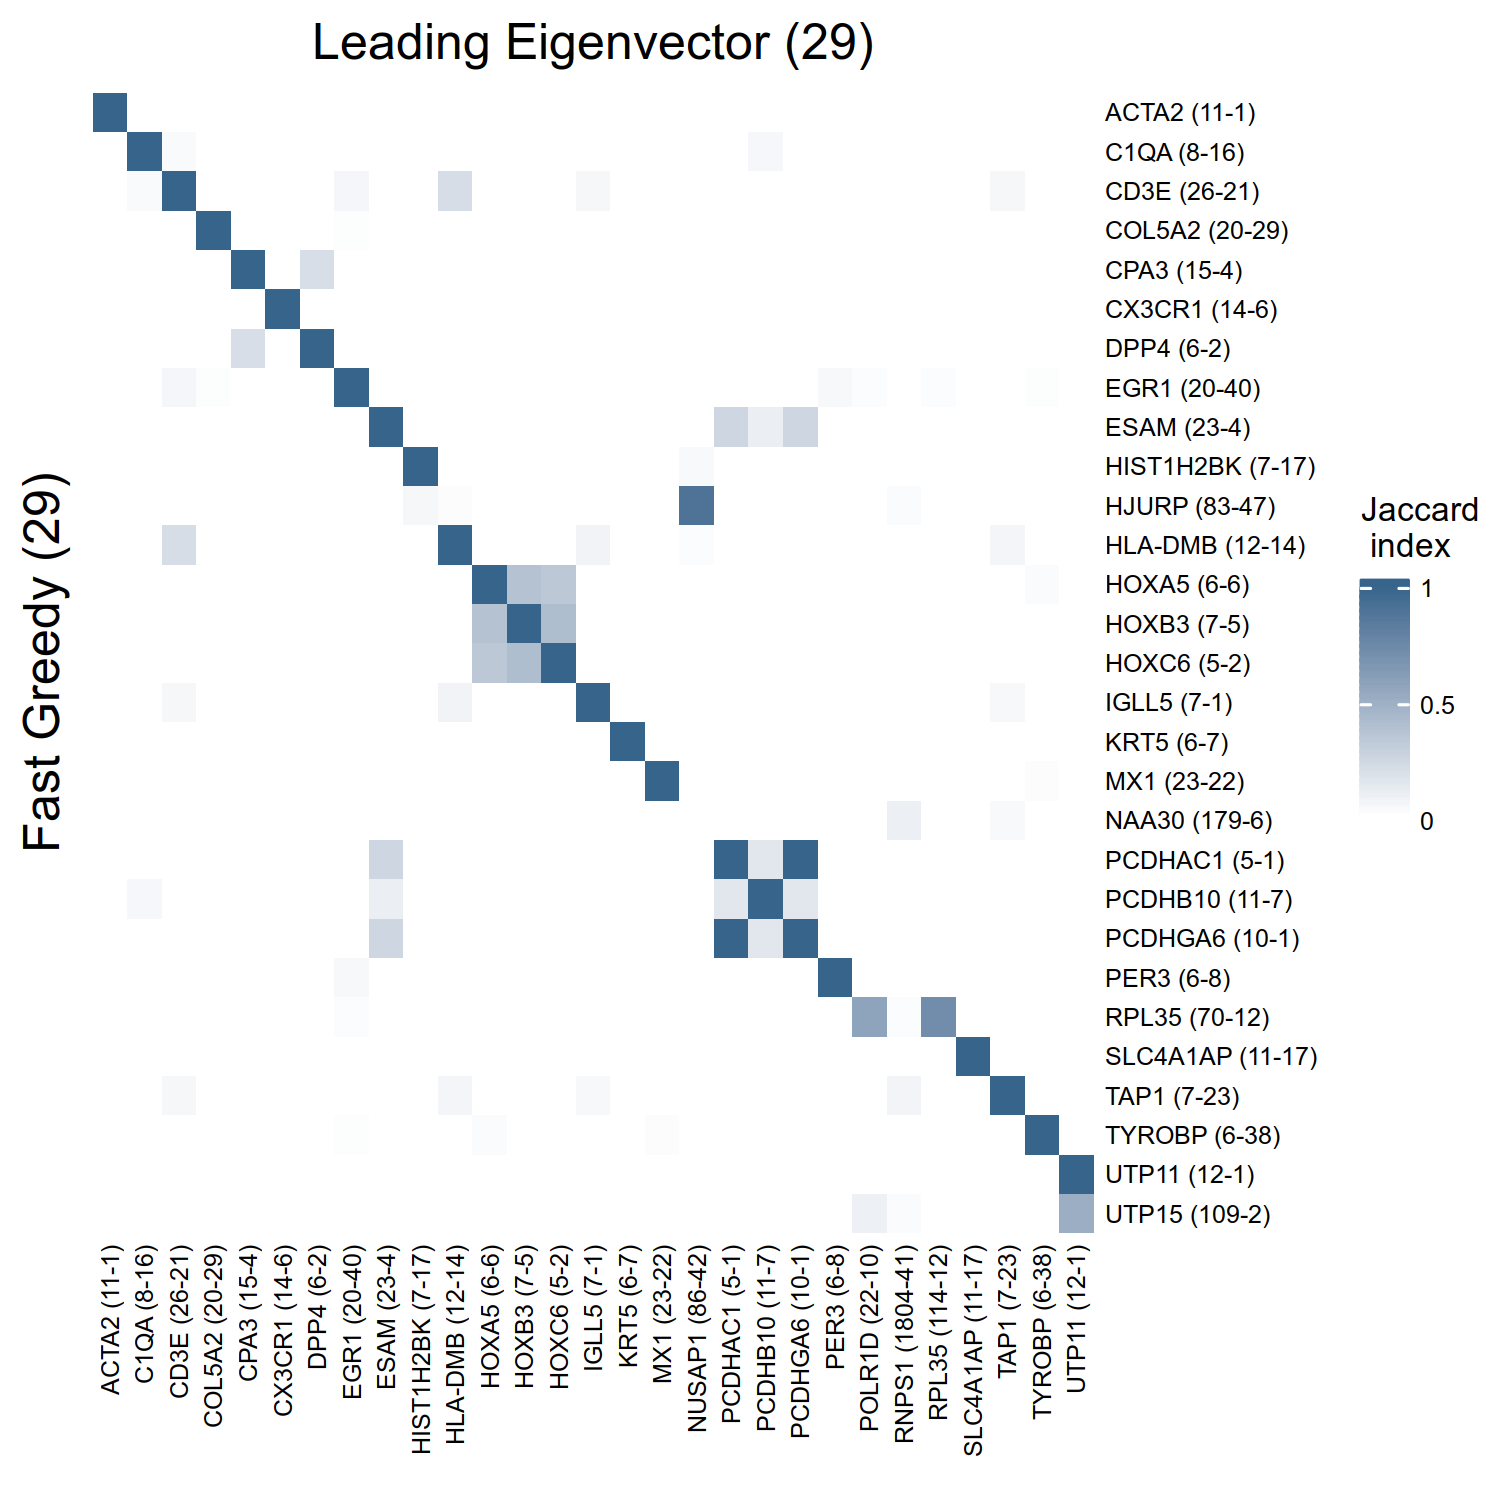 Leading Eigenvector (29)
Fast Greedy (29)
ACTA2 (11-1)
C1QA (8-16)
CD3E (26-21)
COL5A2 (20-29)
CPA3 (15-4)
CX3CR1 (14-6)
DPP4 (6-2)
EGR1 (20-40)
ESAM (23-4)
HIST1H2BK (7-17)
HJURP (83-47)
HLA-DMB (12-14)
HOXA5 (6-6)
HOXB3 (7-5)
HOXC6 (5-2)
IGLL5 (7-1)
KRT5 (6-7)
MX1 (23-22)
NAA30 (179-6)
PCDHAC1 (5-1)
PCDHB10 (11-7)
PCDHGA6 (10-1)
PER3 (6-8)
RPL35 (70-12)
SLC4A1AP (11-17)
TAP1 (7-23)
TYROBP (6-38)
UTP11 (12-1)
UTP15 (109-2)
Jaccard
index
1
0.5
0
ACTA2 (11-1)
C1QA (8-16)
CD3E (26-21)
COL5A2 (20-29)
CPA3 (15-4)
CX3CR1 (14-6)
DPP4 (6-2)
EGR1 (20-40)
ESAM (23-4)
HIST1H2BK (7-17)
HLA-DMB (12-14)
HOXA5 (6-6)
HOXB3 (7-5)
HOXC6 (5-2)
IGLL5 (7-1)
KRT5 (6-7)
MX1 (23-22)
NUSAP1 (86-42)
PCDHAC1 (5-1)
PCDHB10 (11-7)
PCDHGA6 (10-1)
PER3 (6-8)
POLR1D (22-10)
RNPS1 (1804-41)
RPL35 (114-12)
SLC4A1AP (11-17)
TAP1 (7-23)
TYROBP (6-38)
UTP11 (12-1)